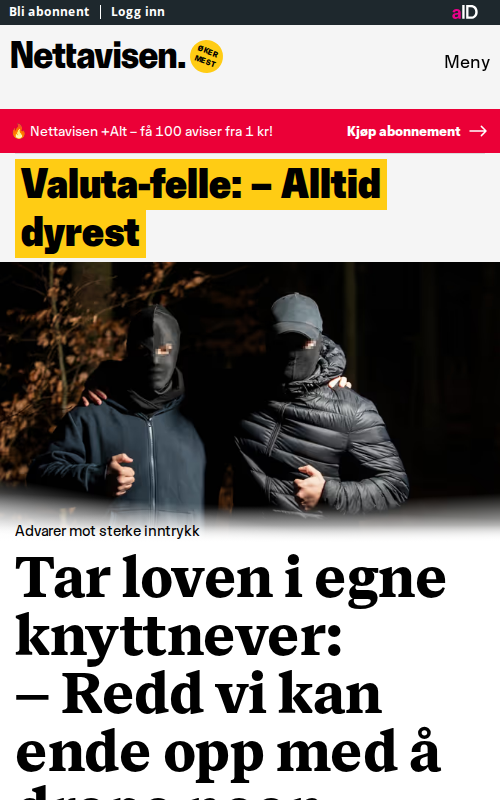 Bli abonnent | Logg inn
aID
Nettavisen.
ØKER
MEST
Meny
Nettavisen +Alt – få 100 aviser fra 1 kr!
Kjøp abonnement
Valuta-felle: – Alltid
dyrest
Advarer mot sterke inntrykk
Tar loven i egne
knyttnever:
– Redd vi kan
ende opp med å